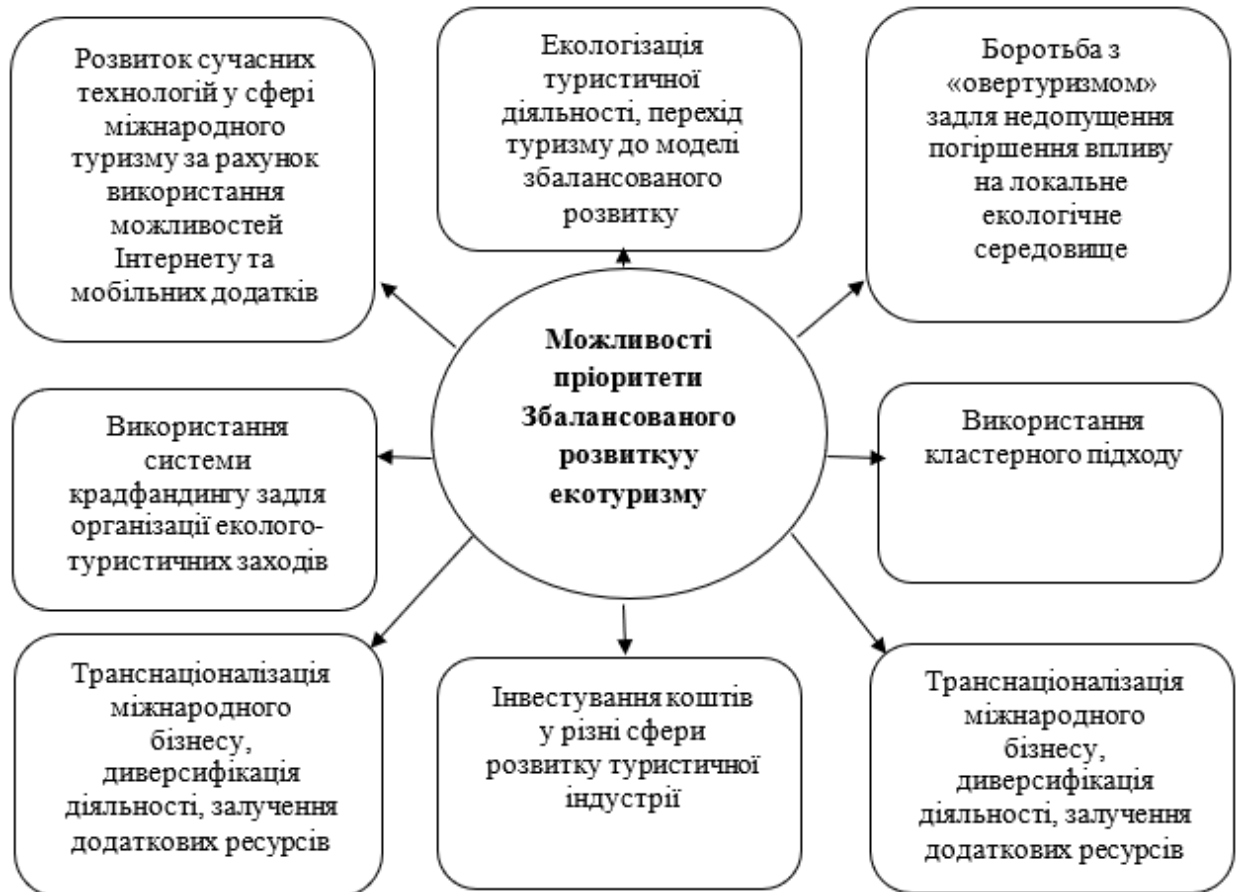 Розвиток сучасних
технологій у сфері
міжнародного
туризму за рахунок
використання
можливостей
Інтернету та
мобільних додатків
Екологізація
туристичної
діяльності, перехід
туризму до моделі
збалансованого
розвитку
Боротьба з
«овертуризмом»
задля недопущення
погіршення впливу
на локальне
екологічне
середовище
Можливості
пріоритети
Збалансованого
розвиткуу
екотуризму
Використання
системи
крадфандингу задля
організації еколого-
туристичних заходів
Використання
кластерного підходу
Транснаціоналізація
міжнародного
бізнесу,
диверсифікація
діяльності, залучення
додаткових ресурсів
Інвестування коштів
у різні сфери
розвитку туристичної
індустрії
Транснаціоналізація
міжнародного
бізнесу,
диверсифікація
діяльності, залучення
додаткових ресурсів